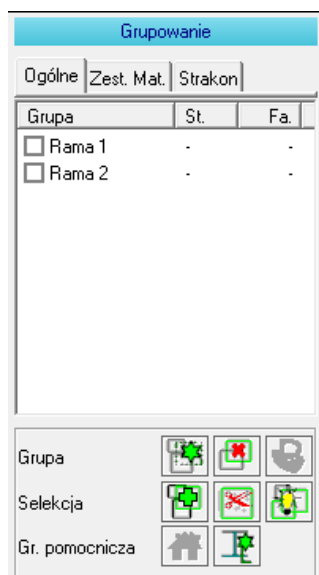 Grupowanie
Ogólne Zest. Mat. Strakon
Grupa St. Fa.
Rama 1 - -
Rama 2 - -
Grupa
Selekcja
Gr. pomocnicza